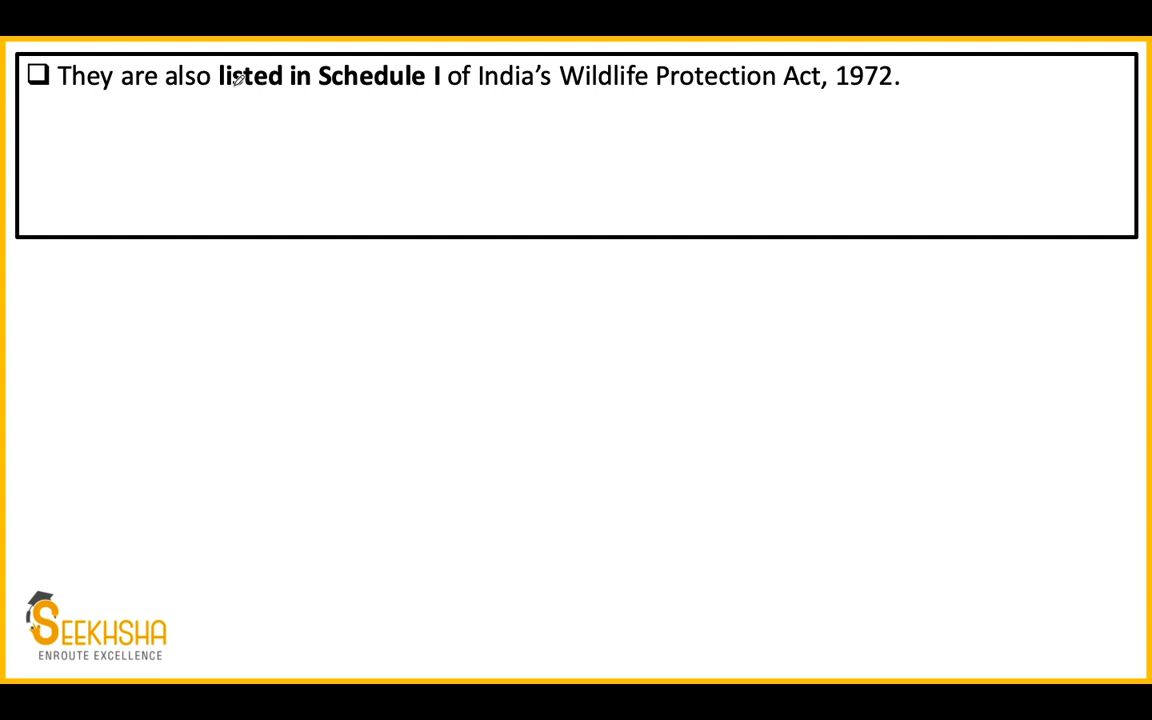 They are also listed in Schedule I of India’s Wildlife Protection Act, 1972.
SEEKHSHA
ENROUTE EXCELLENCE